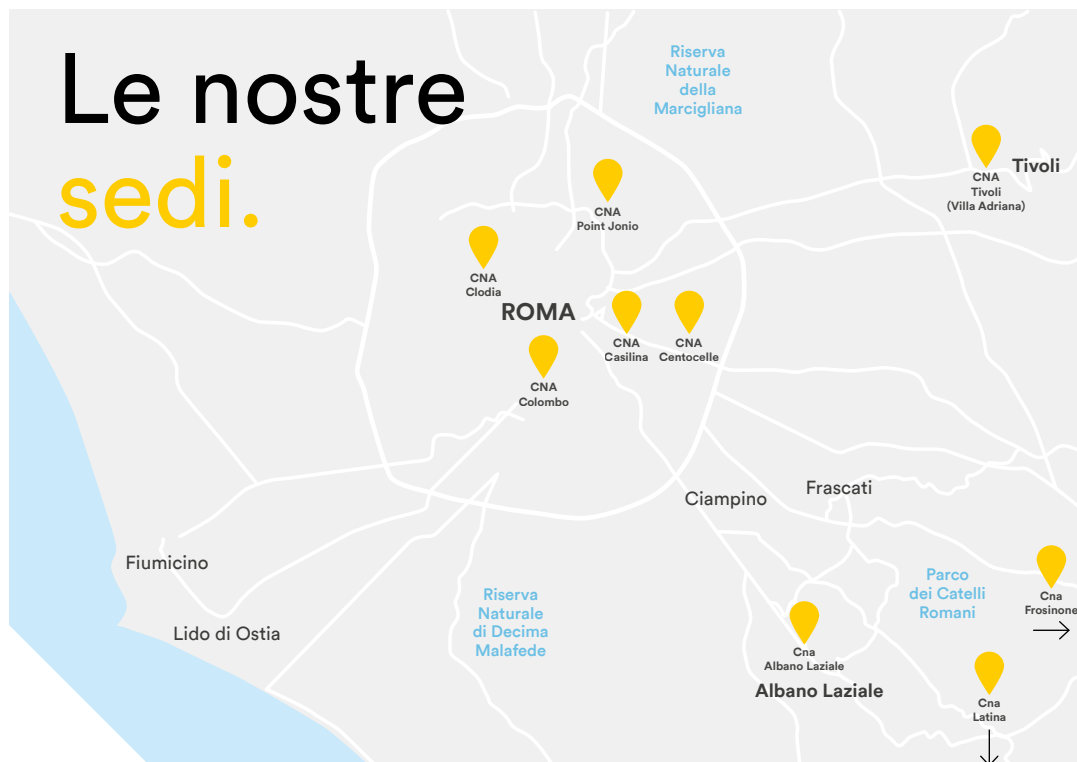 Le nostre
sedi.
Riserva
Naturale
della
Marcigliana
CNA
Tivoli
(Villa Adriana)
Tivoli
CNA
Point Jonio
CNA
Clodia
ROMA
CNA
Casilina
CNA
Centocelle
CNA
Colombo
Ciampino
Frascati
Fiumicino
Lido di Ostia
Riserva
Naturale
di Decima
Malafede
Parco
dei Catelli
Romani
Cna
Frosinone
Cna
Albano Laziale
Albano Laziale
Cna
Latina